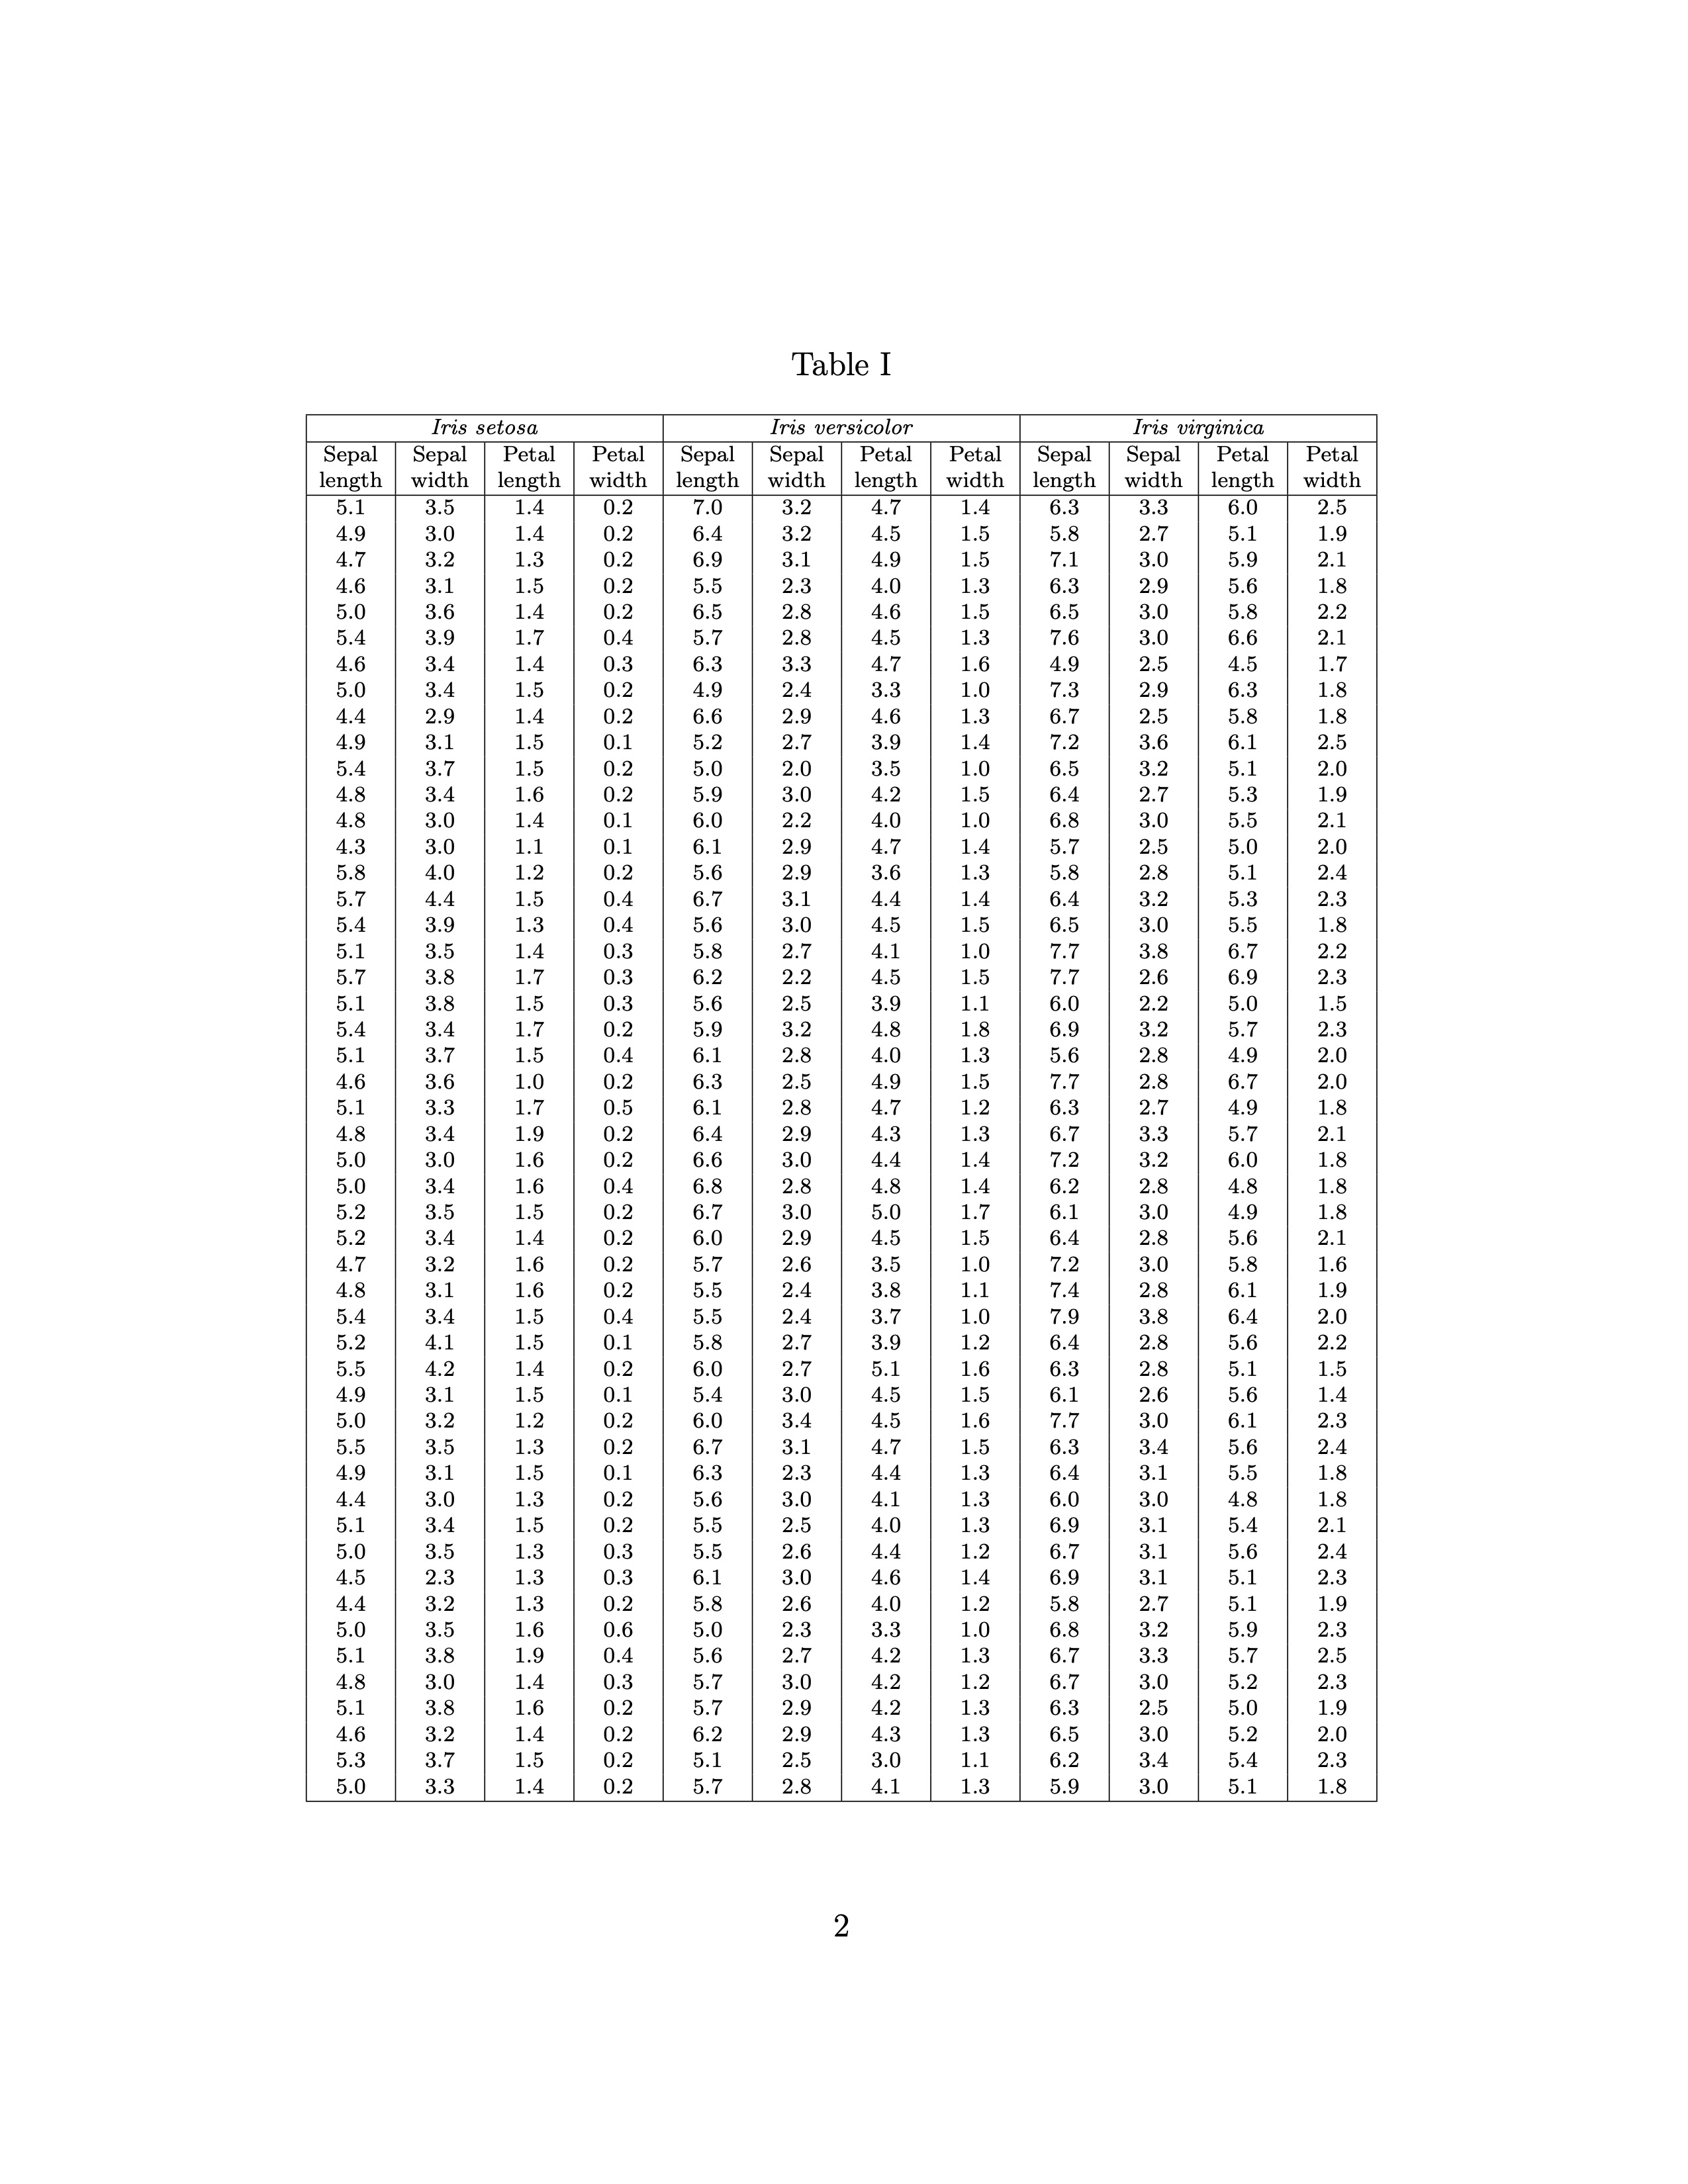 Table I
Iris setosa Iris versicolor Iris virginica
Sepal Sepal Petal Petal Sepal Sepal Petal Petal Sepal Sepal Petal Petal
length width length width length width length width length width length width
5.1 3.5 1.4 0.2 7.0 3.2 4.7 1.4 6.3 3.3 6.0 2.5
4.9 3.0 1.4 0.2 6.4 3.2 4.5 1.5 5.8 2.7 5.1 1.9
4.7 3.2 1.3 0.2 6.9 3.1 4.9 1.5 7.1 3.0 5.9 2.1
4.6 3.1 1.5 0.2 5.5 2.3 4.0 1.3 6.3 2.9 5.6 1.8
5.0 3.6 1.4 0.2 6.5 2.8 4.6 1.5 6.5 3.0 5.8 2.2
5.4 3.9 1.7 0.4 5.7 2.8 4.5 1.3 7.6 3.0 6.6 2.1
4.6 3.4 1.4 0.3 6.3 3.3 4.7 1.6 4.9 2.5 4.5 1.7
5.0 3.4 1.5 0.2 4.9 2.4 3.3 1.0 7.3 2.9 6.3 1.8
4.4 2.9 1.4 0.2 6.6 2.9 4.6 1.3 6.7 2.5 5.8 1.8
4.9 3.1 1.5 0.1 5.2 2.7 3.9 1.4 7.2 3.6 6.1 2.5
5.4 3.7 1.5 0.2 5.0 2.0 3.5 1.0 6.5 3.2 5.1 2.0
4.8 3.4 1.6 0.2 5.9 3.0 4.2 1.5 6.4 2.7 5.3 1.9
4.8 3.0 1.4 0.1 6.0 2.2 4.0 1.0 6.8 3.0 5.5 2.1
4.3 3.0 1.1 0.1 6.1 2.9 4.7 1.4 5.7 2.5 5.0 2.0
5.8 4.0 1.2 0.2 5.6 2.9 3.6 1.3 5.8 2.8 5.1 2.4
5.7 4.4 1.5 0.4 6.7 3.1 4.4 1.4 6.4 3.2 5.3 2.3
5.4 3.9 1.3 0.4 5.6 3.0 4.5 1.5 6.5 3.0 5.5 1.8
5.1 3.5 1.4 0.3 5.8 2.7 4.1 1.0 7.7 3.8 6.7 2.2
5.7 3.8 1.7 0.3 6.2 2.2 4.5 1.5 7.7 2.6 6.9 2.3
5.1 3.8 1.5 0.3 5.6 2.5 3.9 1.1 6.0 2.2 5.0 1.5
5.4 3.4 1.7 0.2 5.9 3.2 4.8 1.8 6.9 3.2 5.7 2.3
5.1 3.7 1.5 0.4 6.1 2.8 4.0 1.3 5.6 2.8 4.9 2.0
4.6 3.6 1.0 0.2 6.3 2.5 4.9 1.5 7.7 2.8 6.7 2.0
5.1 3.3 1.7 0.5 6.1 2.8 4.7 1.2 6.3 2.7 4.9 1.8
4.8 3.4 1.9 0.2 6.4 2.9 4.3 1.3 6.7 3.3 5.7 2.1
5.0 3.0 1.6 0.2 6.6 3.0 4.4 1.4 7.2 3.2 6.0 1.8
5.0 3.4 1.6 0.4 6.8 2.8 4.8 1.4 6.2 2.8 4.8 1.8
5.2 3.5 1.5 0.2 6.7 3.0 5.0 1.7 6.1 3.0 4.9 1.8
5.2 3.4 1.4 0.2 6.0 2.9 4.5 1.5 6.4 2.8 5.6 2.1
4.7 3.2 1.6 0.2 5.7 2.6 3.5 1.0 7.2 3.0 5.8 1.6
4.8 3.1 1.6 0.2 5.5 2.4 3.8 1.1 7.4 2.8 6.1 1.9
5.4 3.4 1.5 0.4 5.5 2.4 3.7 1.0 7.9 3.8 6.4 2.0
5.2 4.1 1.5 0.1 5.8 2.7 3.9 1.2 6.4 2.8 5.6 2.2
5.5 4.2 1.4 0.2 6.0 2.7 5.1 1.6 6.3 2.8 5.1 1.5
4.9 3.1 1.5 0.1 5.4 3.0 4.5 1.5 6.1 2.6 5.6 1.4
5.0 3.2 1.2 0.2 6.0 3.4 4.5 1.6 7.7 3.0 6.1 2.3
5.5 3.5 1.3 0.2 6.7 3.1 4.7 1.5 6.3 3.4 5.6 2.4
4.9 3.1 1.5 0.1 6.3 2.3 4.4 1.3 6.4 3.1 5.5 1.8
4.4 3.0 1.3 0.2 5.6 3.0 4.1 1.3 6.0 3.0 4.8 1.8
5.1 3.4 1.5 0.2 5.5 2.5 4.0 1.3 6.9 3.1 5.4 2.1
5.0 3.5 1.3 0.3 5.5 2.6 4.4 1.2 6.7 3.1 5.6 2.4
4.5 2.3 1.3 0.3 6.1 3.0 4.6 1.4 6.9 3.1 5.1 2.3
4.4 3.2 1.3 0.2 5.8 2.6 4.0 1.2 5.8 2.7 5.1 1.9
5.0 3.5 1.6 0.6 5.0 2.3 3.3 1.0 6.8 3.2 5.9 2.3
5.1 3.8 1.9 0.4 5.6 2.7 4.2 1.3 6.7 3.3 5.7 2.5
4.8 3.0 1.4 0.3 5.7 3.0 4.2 1.2 6.7 3.0 5.2 2.3
5.1 3.8 1.6 0.2 5.7 2.9 4.2 1.3 6.3 2.5 5.0 1.9
4.6 3.2 1.4 0.2 6.2 2.9 4.3 1.3 6.5 3.0 5.2 2.0
5.3 3.7 1.5 0.2 5.1 2.5 3.0 1.1 6.2 3.4 5.4 2.3
5.0 3.3 1.4 0.2 5.7 2.8 4.1 1.3 5.9 3.0 5.1 1.8
2